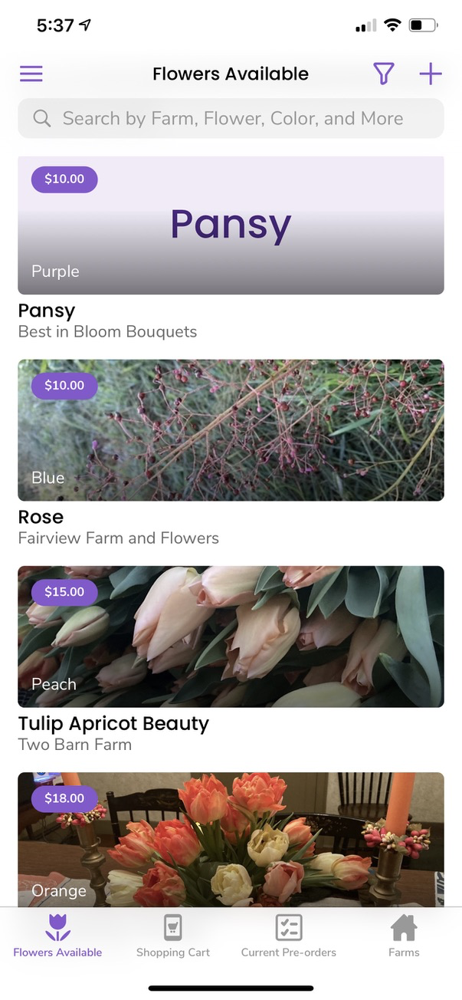 5:37
Flowers Available
Search by Farm, Flower, Color, and More
$10.00
Pansy
Purple
Pansy
Best in Bloom Bouquets
$10.00
Blue
Rose
Fairview Farm and Flowers
$15.00
Peach
Tulip Apricot Beauty
Two Barn Farm
$18.00
Orange
Flowers Available
Shopping Cart
Current Pre-orders
Farms